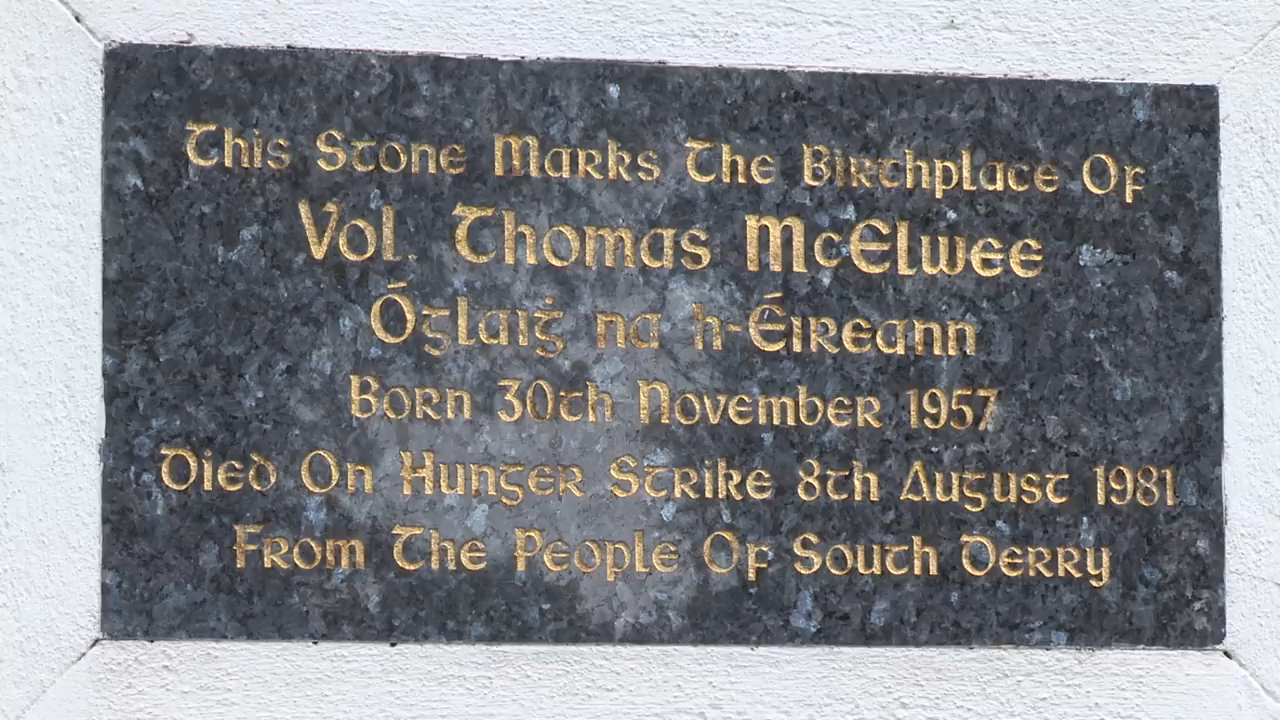 This Stone Marks The Birthplace Of
Vol. Thomas McElwee
Óglaiġ na h-Éireann
Born 30th November 1957
Died On Hunger Strike 8th August 1981
From The People Of South Derry